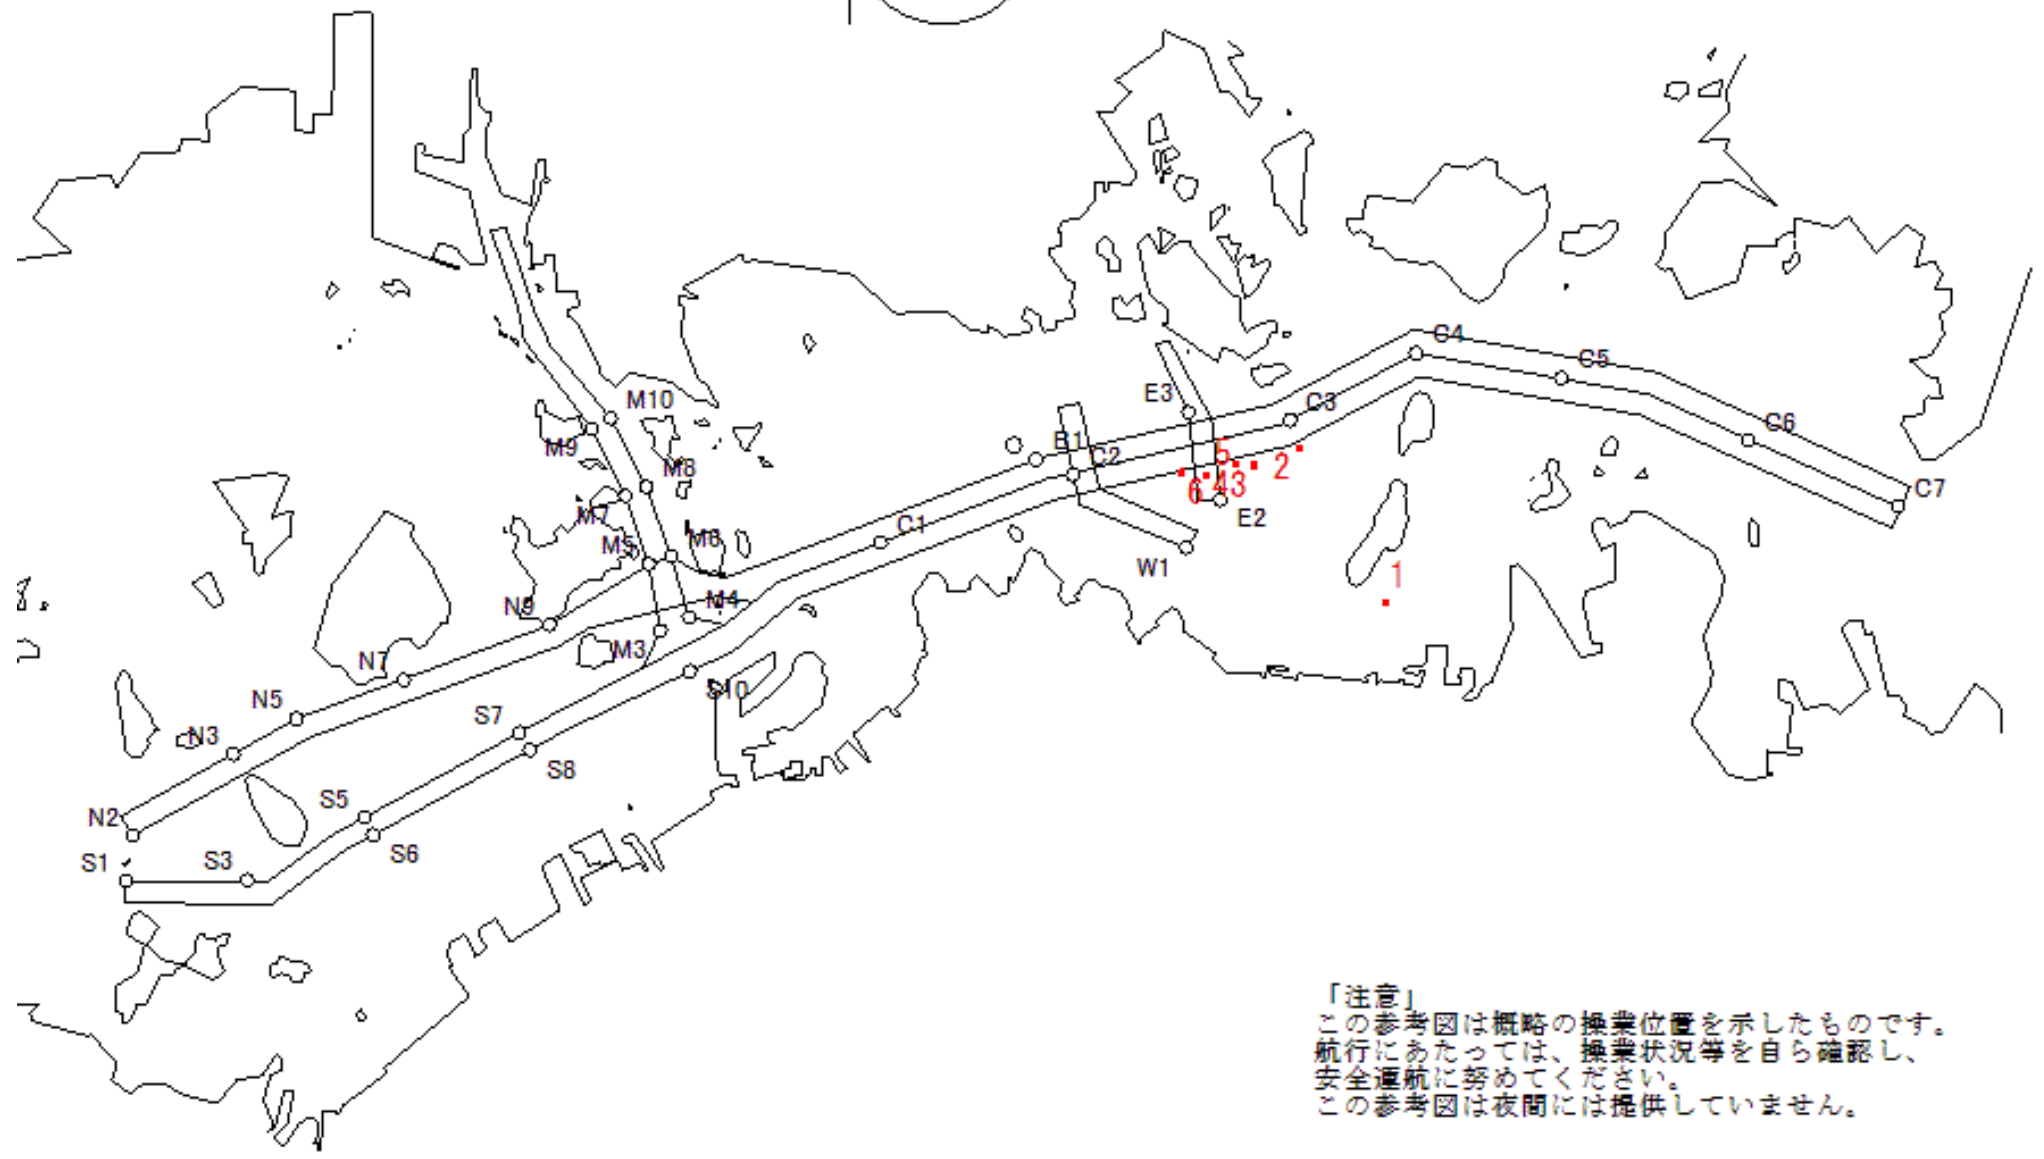 C4
C5
M10
E3
C3
C6
M9
B1
5
M8
C2
2
6
4
3
C7
M7
E2
C1
M5
M6
W1
1
N9
M4
M3
N7
S10
N5
S7
N3
S8
S5
N2
S6
S1
S3
「注意」
この参考図は概略の操業位置を示したものです。
航行にあたっては、操業状況等を自ら確認し、
安全運航に努めてください。
この参考図は夜間には提供していません。